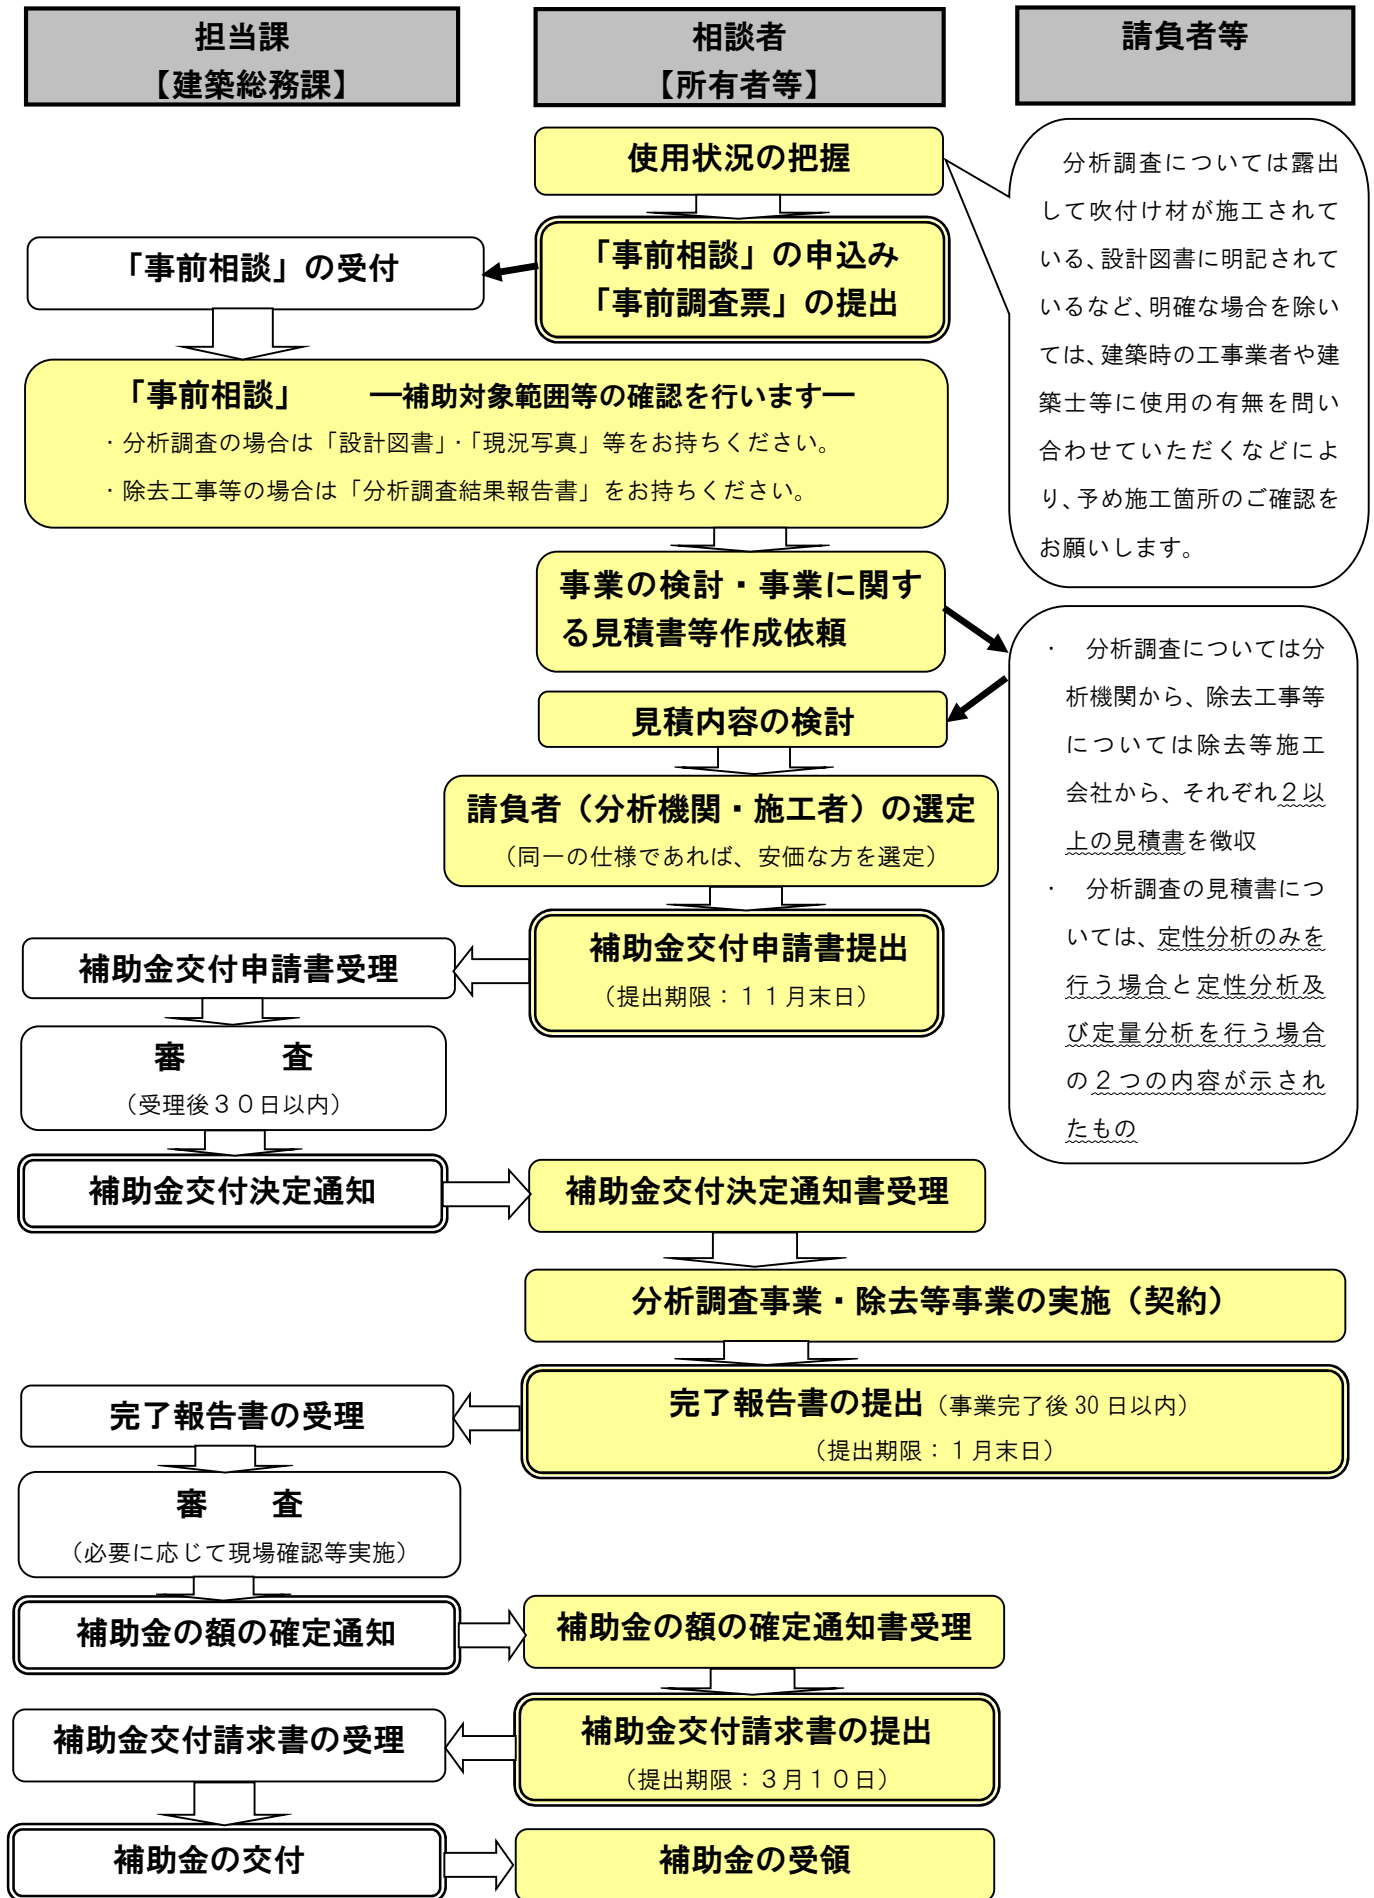 担当課
【建築総務課】
相談者
【所有者等】
請負者等
使用状況の把握
分析調査については露出
して吹付け材が施工されて
いる、設計図書に明記されて
いるなど、明確な場合を除い
ては、建築時の工事業者や建
築士等に使用の有無を問い
合わせていただくなどによ
り、予め施工箇所のご確認を
お願いします。
「事前相談」の申込み
「事前調査票」の提出
「事前相談」の受付
「事前相談」　　―補助対象範囲等の確認を行います―
・分析調査の場合は「設計図書」・「現況写真」等をお持ちください。
・除去工事等の場合は「分析調査結果報告書」をお持ちください。
事業の検討・事業に関す
る見積書等作成依頼
・　分析調査については分
析機関から、除去工事等
については除去等施工
会社から、それぞれ２以
上の見積書を徴収
・　分析調査の見積書につ
いては、定性分析のみを
行う場合と定性分析及
び定量分析を行う場合
の２つの内容が示され
たもの
見積内容の検討
請負者（分析機関・施工者）の選定
（同一の仕様であれば、安価な方を選定）
補助金交付申請書提出
（提出期限：１１月末日）
補助金交付申請書受理
審　　　査
（受理後３０日以内）
補助金交付決定通知
補助金交付決定通知書受理
分析調査事業・除去等事業の実施（契約）
完了報告書の提出（事業完了後 30 日以内）
（提出期限：１月末日）
完了報告書の受理
審　　査
（必要に応じて現場確認等実施）
補助金の額の確定通知
補助金の額の確定通知書受理
補助金交付請求書の提出
（提出期限：３月１０日）
補助金交付請求書の受理
補助金の交付
補助金の受領